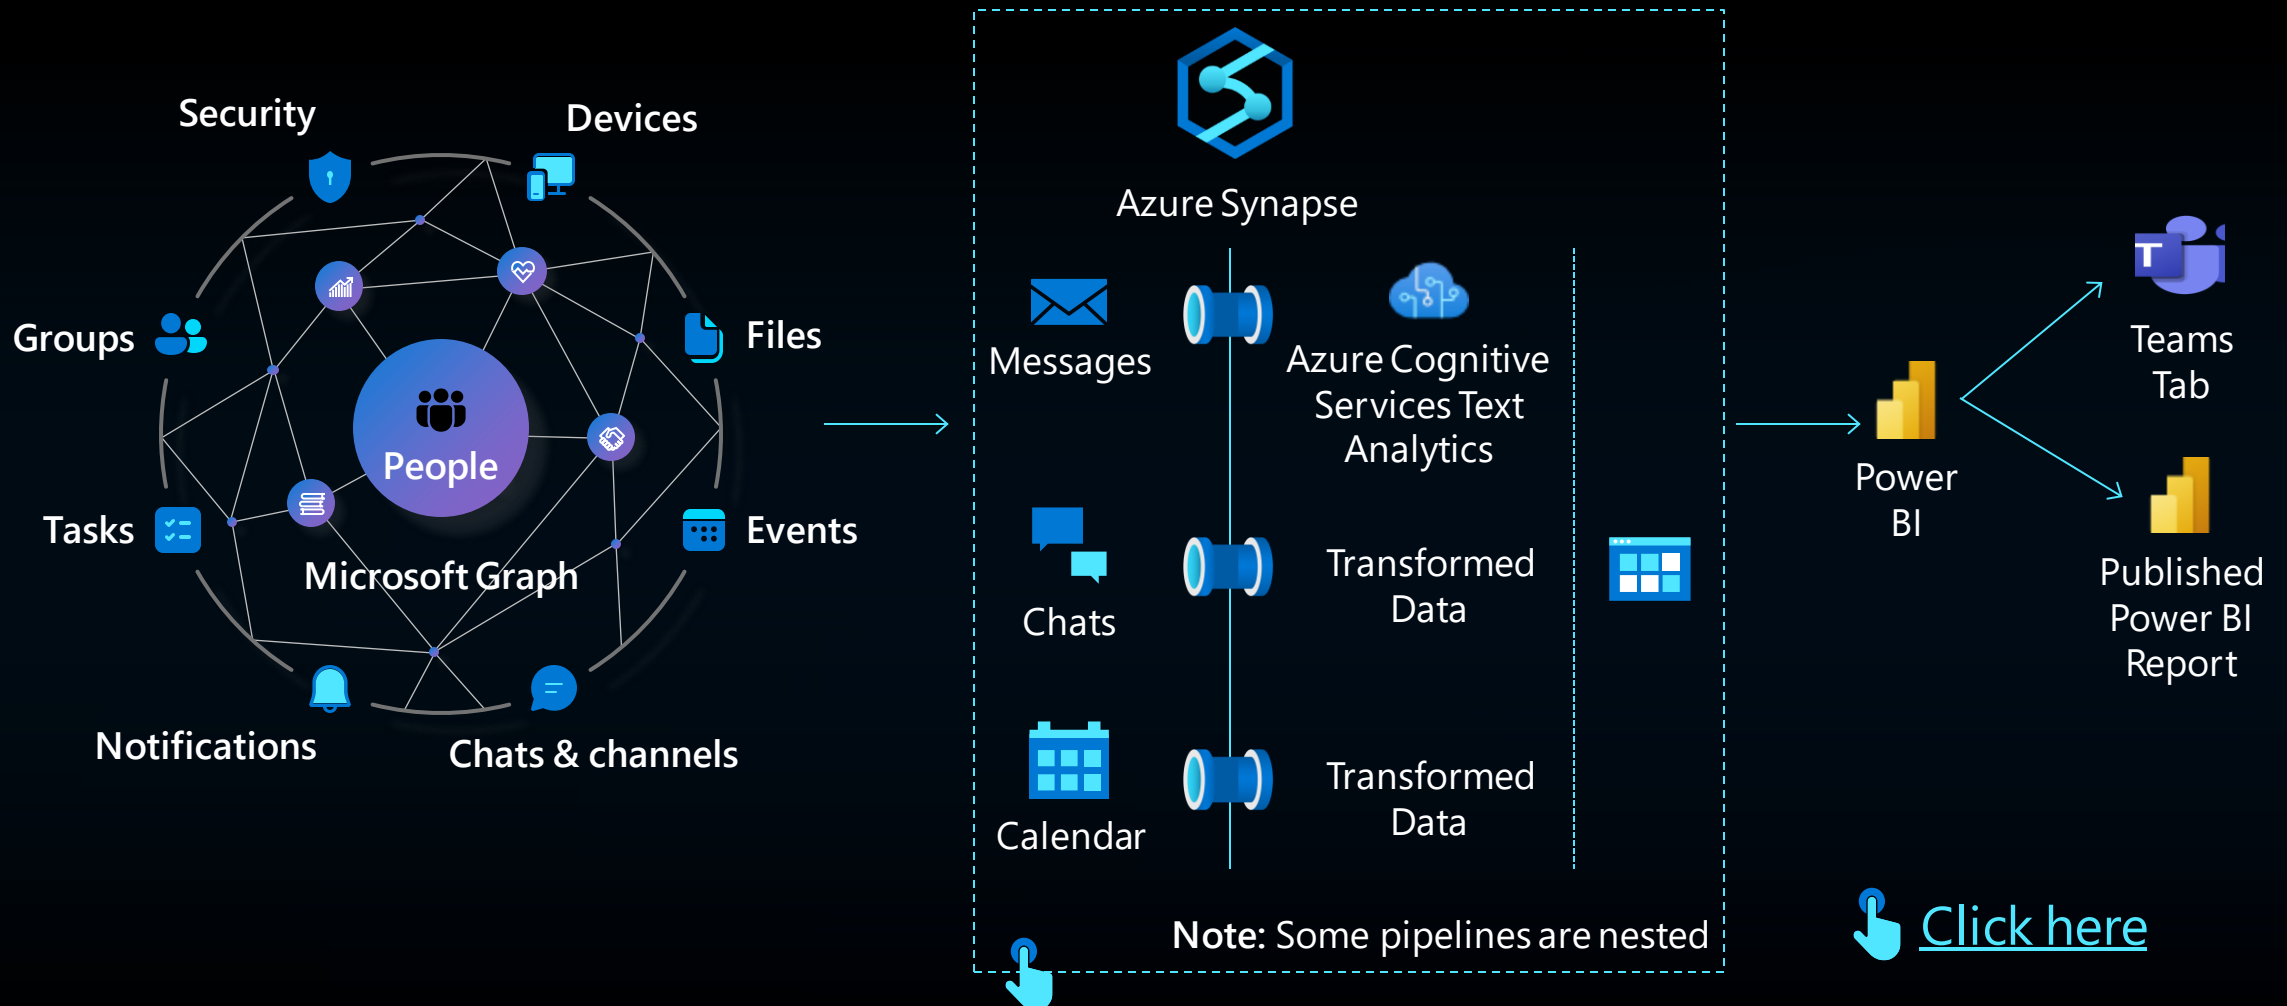 Security
Devices
Groups
Files
People
Tasks
Events
Microsoft Graph
Notifications
Chats & channels
Azure Synapse
Messages
Azure Cognitive
Services Text
Analytics
Chats
Transformed
Data
Calendar
Transformed
Data
Note: Some pipelines are nested
Power
BI
T
Teams
Tab
Published
Power BI
Report
Click here